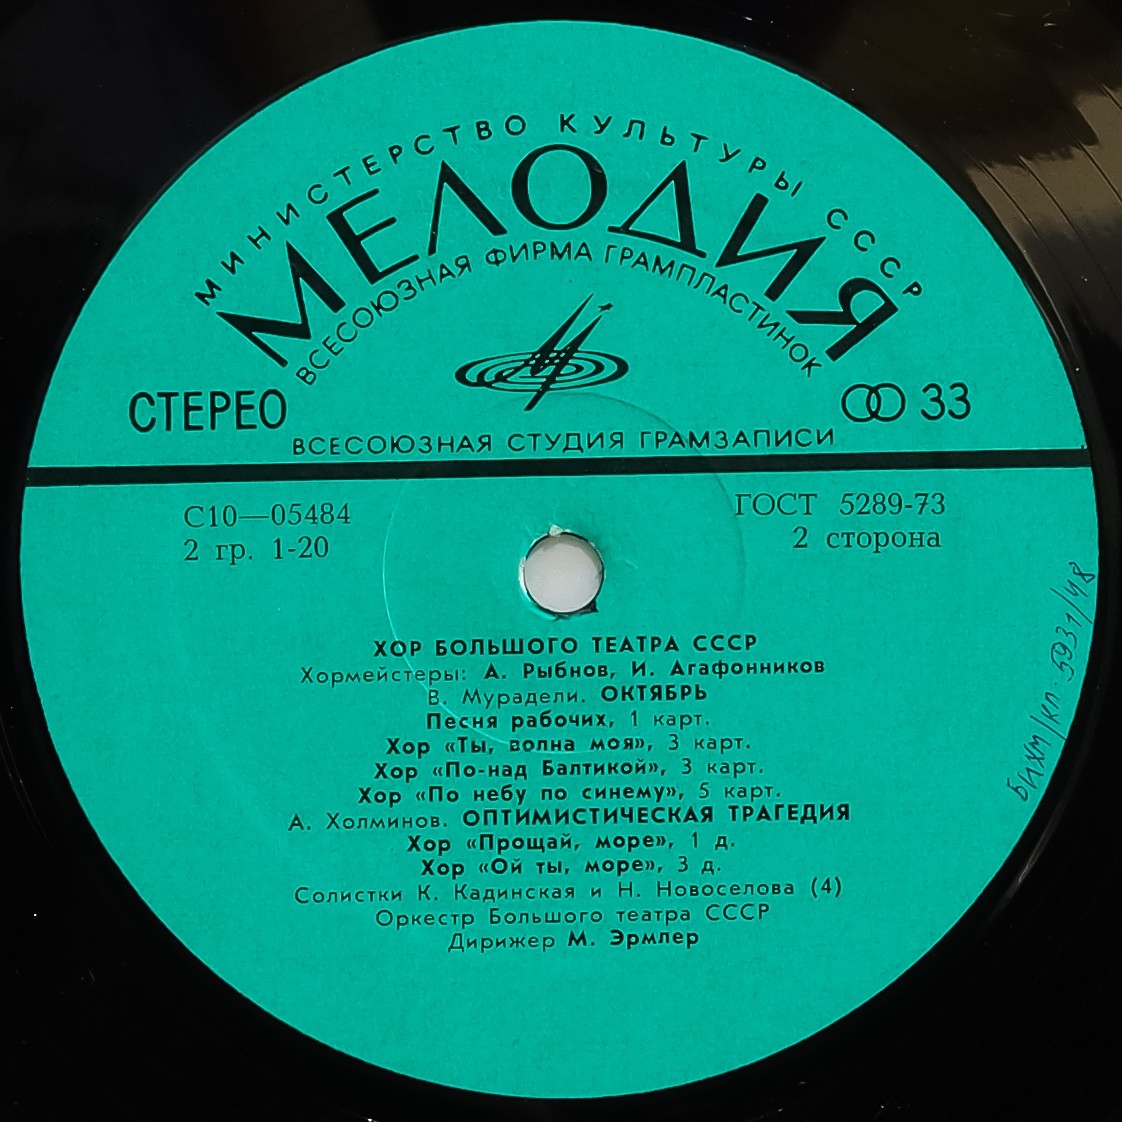 МИНИСТЕРСТВО КУЛЬТУРЫ СССР
МЕЛОДИЯ
ВСЕСОЮЗНАЯ ФИРМА ГРАМПЛАСТИНОК
СТЕРЕО
33
ВСЕСОЮЗНАЯ СТУДИЯ ГРАМЗАПИСИ
С10—05484
ГОСТ 5289-73
2 гр. 1-20
2 сторона
ХОР БОЛЬШОГО ТЕАТРА СССР
Хормейстеры: А. Рыбнов, И. Агафонников
В. Мурадели. ОКТЯБРЬ
Песня рабочих, 1 карт.
Хор «Ты, волна моя», 3 карт.
Хор «По-над Балтикой», 3 карт.
Хор «По небу по синему», 5 карт.
А. Холминов. ОПТИМИСТИЧЕСКАЯ ТРАГЕДИЯ
Хор «Прощай, море», 1 д.
Хор «Ой ты, море», 3 д.
Солистки К. Кадинская и Н. Новоселова (4)
Оркестр Большого театра СССР
Дирижер М. Эрмлер
БИХМ/кп. 5931/48